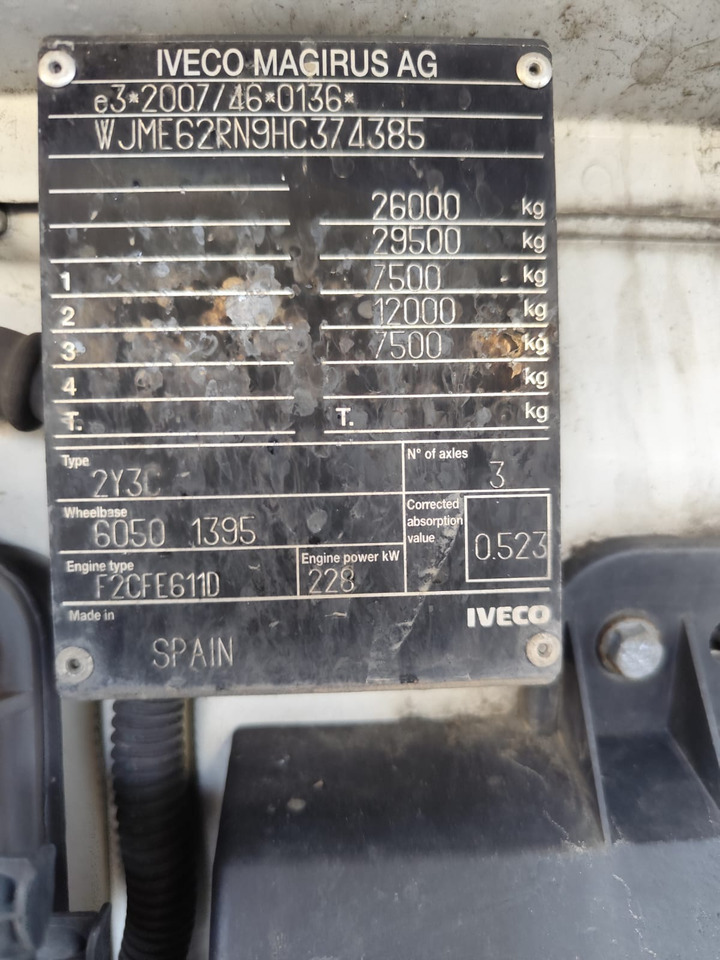 IVECO MAGIRUS AG
e3*2007/46*0136*
WJME62RN9HC374385
26000 kg
29500 kg
1 7500 kg
2 12000 kg
3 7500 kg
4 kg
T. T. kg
Type N° of axles
2Y3C 3
Wheelbase Corrected absorption value
6050 1395 0.523
Engine type Engine power kW
F2CFE611D 228
Made in IVECO
SPAIN